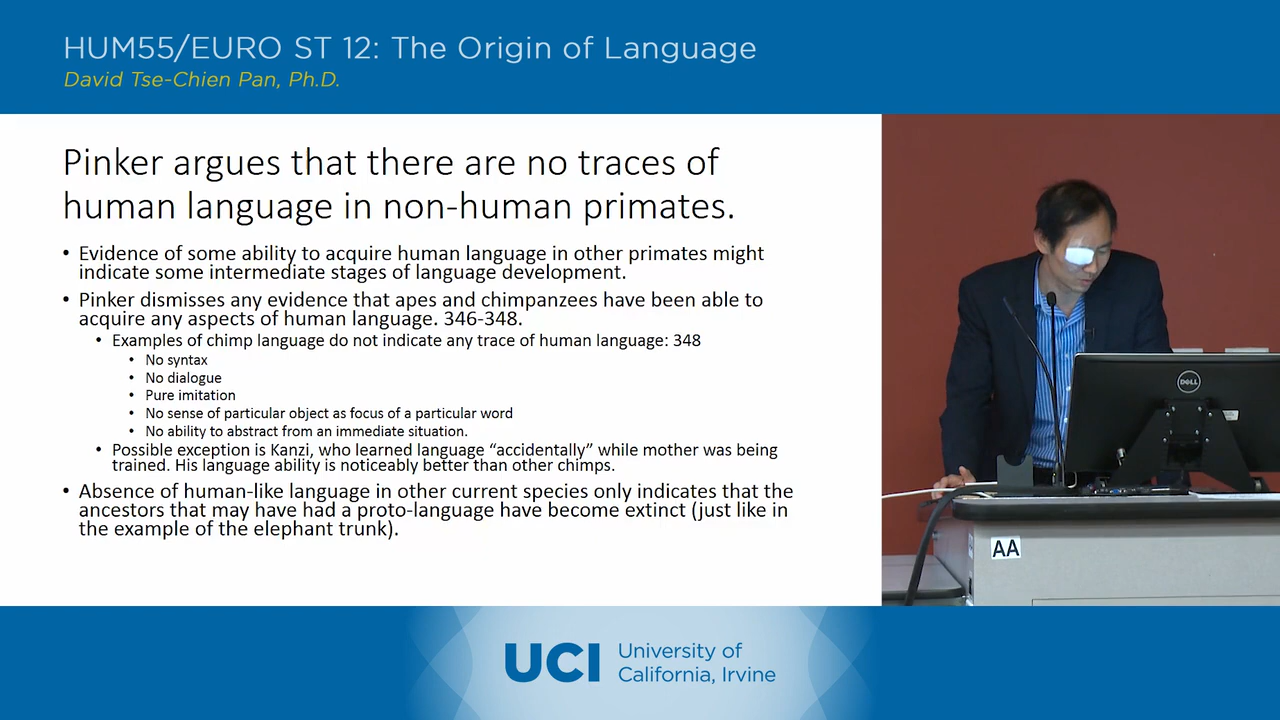 HUM55/EURO ST 12: The Origin of Language
David Tse-Chien Pan, Ph.D.
Pinker argues that there are no traces of
human language in non-human primates.
• Evidence of some ability to acquire human language in other primates might
indicate some intermediate stages of language development.
• Pinker dismisses any evidence that apes and chimpanzees have been able to
acquire any aspects of human language. 346-348.
• Examples of chimp language do not indicate any trace of human language: 348
• No syntax
• No dialogue
• Pure imitation
• No sense of particular object as focus of a particular word
• No ability to abstract from an immediate situation.
• Possible exception is Kanzi, who learned language “accidentally” while mother was being
trained. His language ability is noticeably better than other chimps.
• Absence of human-like language in other current species only indicates that the
ancestors that may have had a proto-language have become extinct (just like in
the example of the elephant trunk).
DELL
AA
UCI
University of
California, Irvine